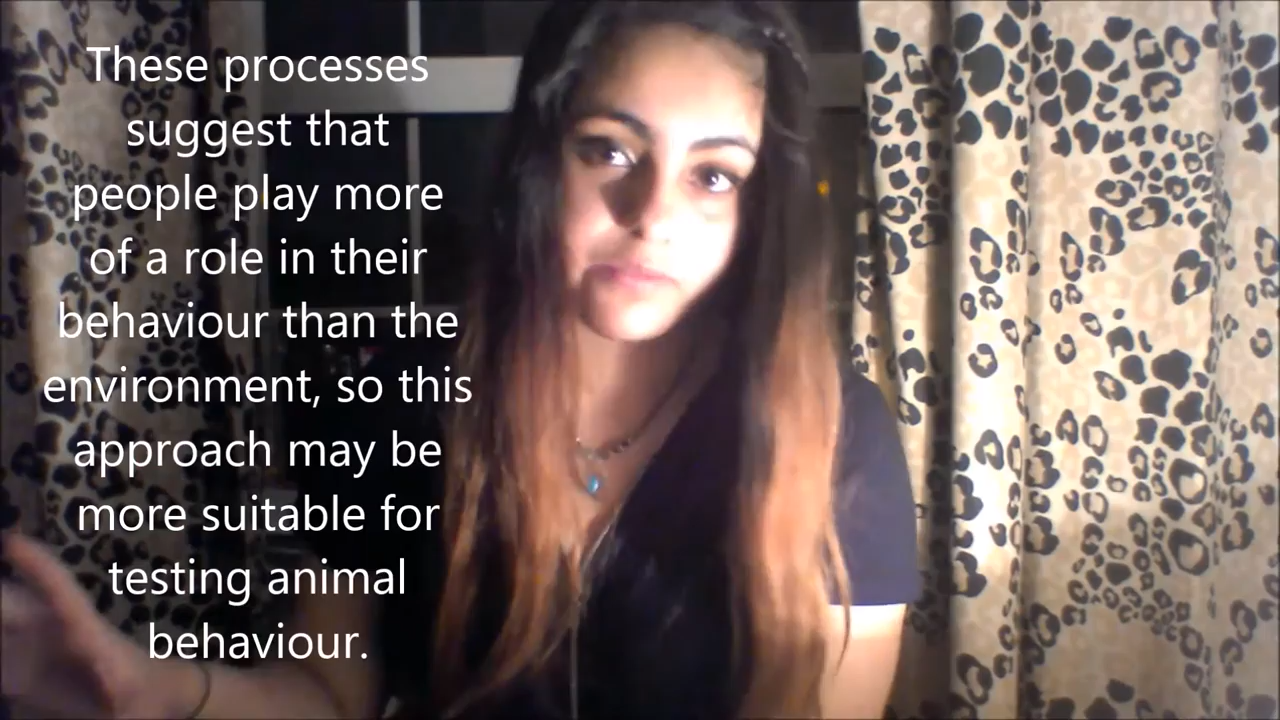 These processes
suggest that
people play more
of a role in their
behaviour than the
environment, so this
approach may be
more suitable for
testing animal
behaviour.